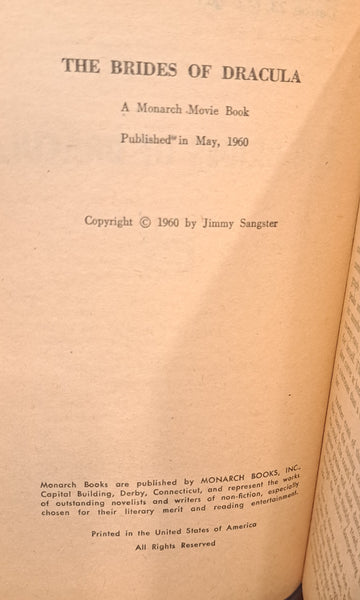 THE BRIDES OF DRACULA
A Monarch Movie Book
Published in May, 1960
Copyright © 1960 by Jimmy Sangster
Monarch Books are published by MONARCH BOOKS, INC.
Capital Building, Derby, Connecticut, and represent the works
of outstanding novelists and writers of non-fiction, especially
chosen for their literary merit and reading entertainment.
Printed in the United States of America
All Rights Reserved